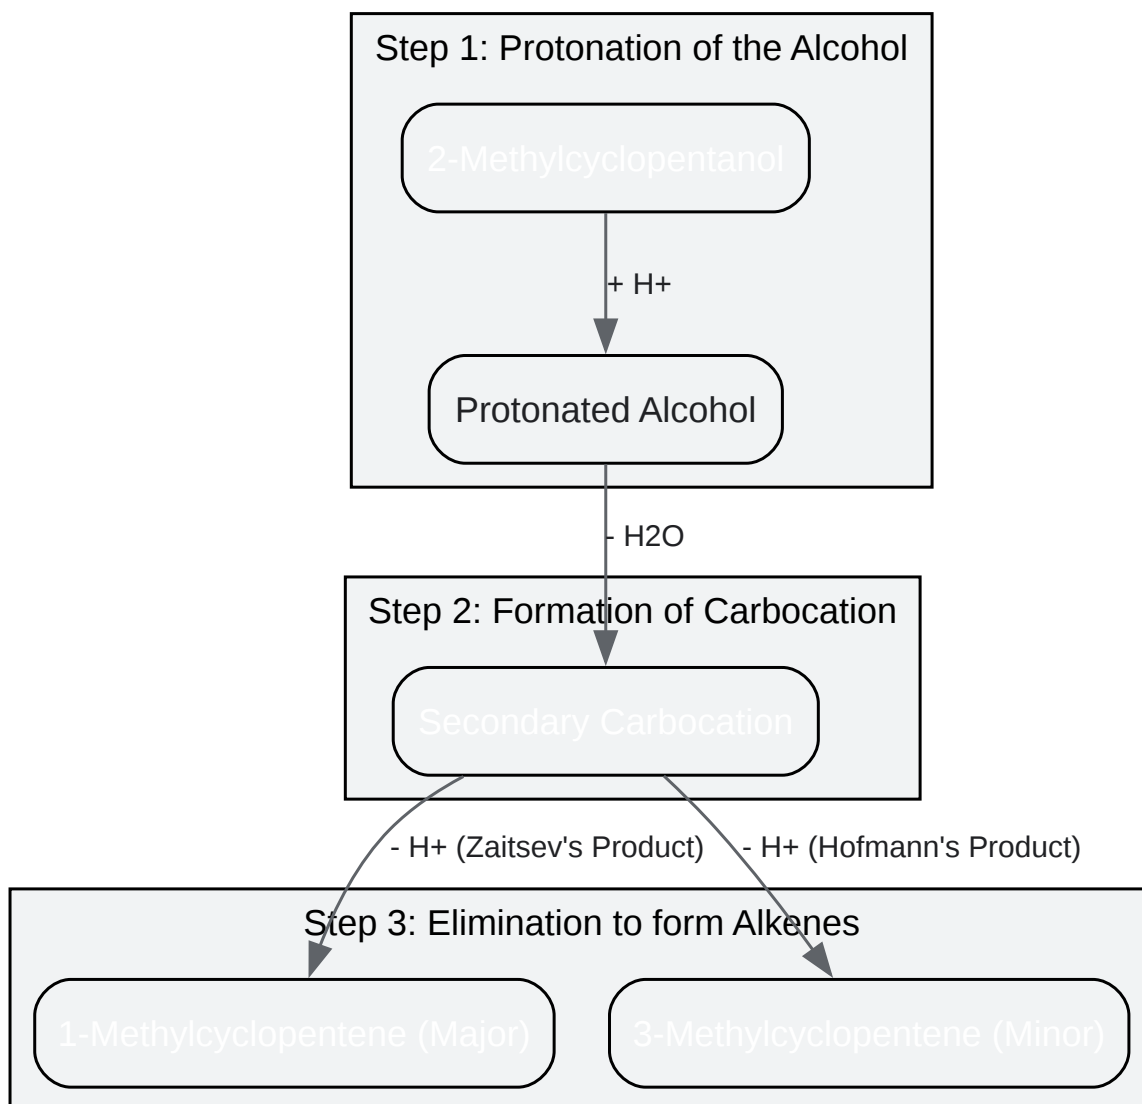 Step 1: Protonation of the Alcohol
2-Methylcyclopentanol
+ H+
Protonated Alcohol
- H2O
Step 2: Formation of Carbocation
Secondary Carbocation
- H+ (Zaitsev's Product)
- H+ (Hofmann's Product)
Step 3: Elimination to form Alkenes
1-Methylcyclopentene (Major)
3-Methylcyclopentene (Minor)